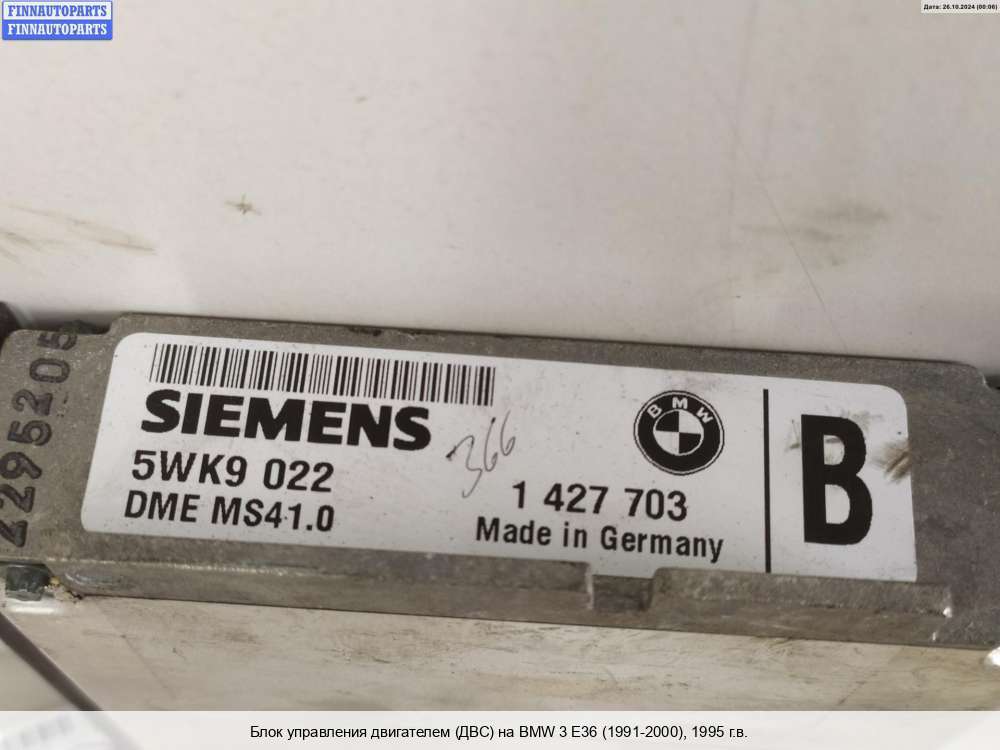 FINNAUTOPARTS
FINNAUTOPARTS
Дата: 26.10.2024 (00:06)
2295205
SIEMENS
5WK9 022
DME MS41.0
366
BMW
1 427 703
Made in Germany
B
Блок управления двигателем (ДВС) на BMW 3 E36 (1991-2000), 1995 г.в.